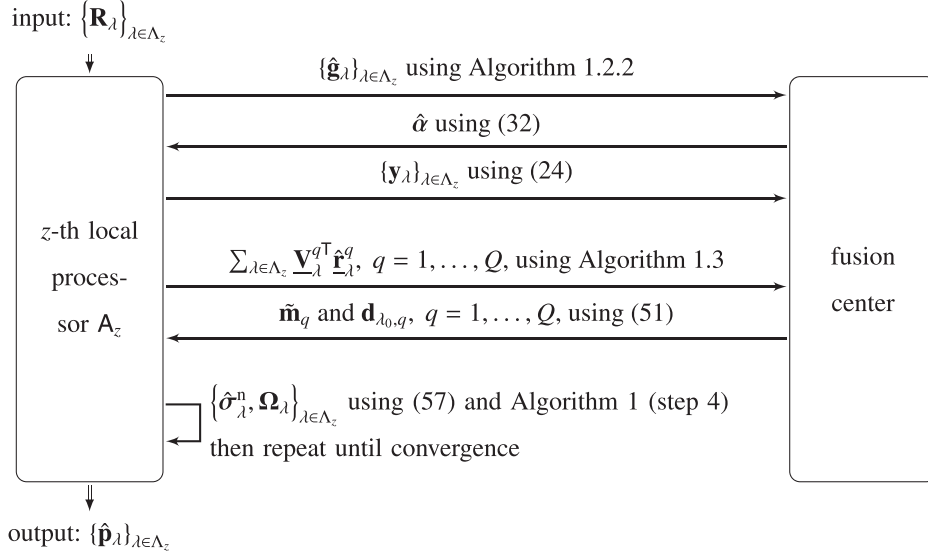 input: {𝐑_λ}_{λ∈Λ_z}
{𝐠̂_λ}_{λ∈Λ_z} using Algorithm 1.2.2
𝛂̂ using (32)
{𝐲_λ}_{λ∈Λ_z} using (24)
z-th local
proces-
sor A_z
∑_{λ∈Λ_z} 𝐕̲_λ^{q𝖳} 𝐫̲̂_λ^q, q = 1, . . . , Q, using Algorithm 1.3
𝐦̃_q and 𝐝_{λ_0,q}, q = 1, . . . , Q, using (51)
fusion
center
{𝛔̂_λ^n, 𝛀_λ}_{λ∈Λ_z} using (57) and Algorithm 1 (step 4)
then repeat until convergence
output: {𝐩̂_λ}_{λ∈Λ_z}